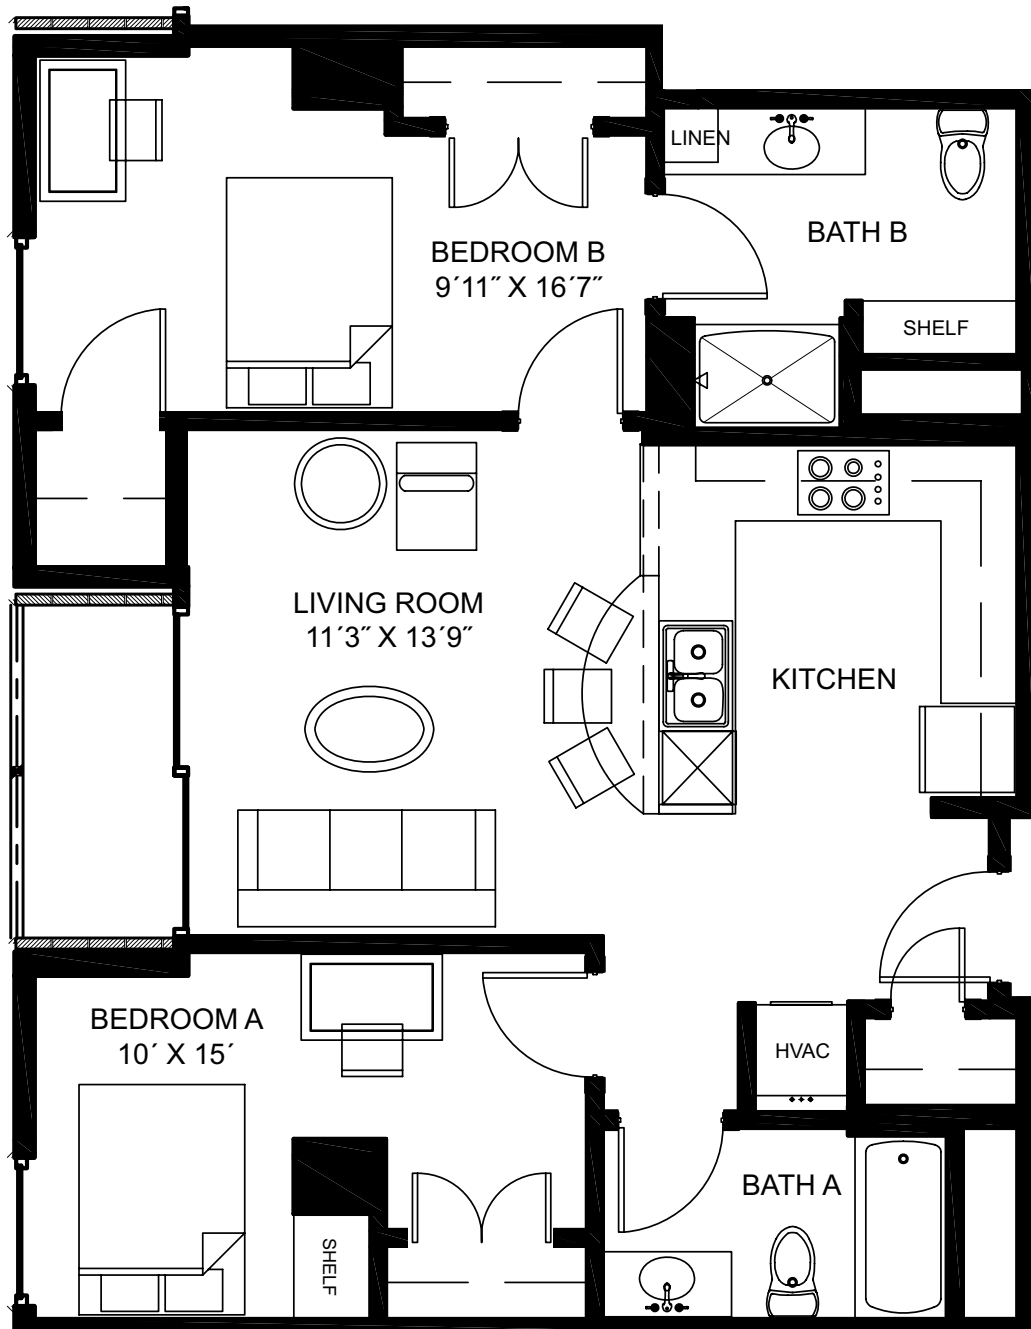 LINEN
BATH B
BEDROOM B
9´11˝ X 16´7˝
SHELF
LIVING ROOM
11´3˝ X 13´9˝
KITCHEN
BEDROOM A
10´ X 15´
HVAC
BATH A
SHELF